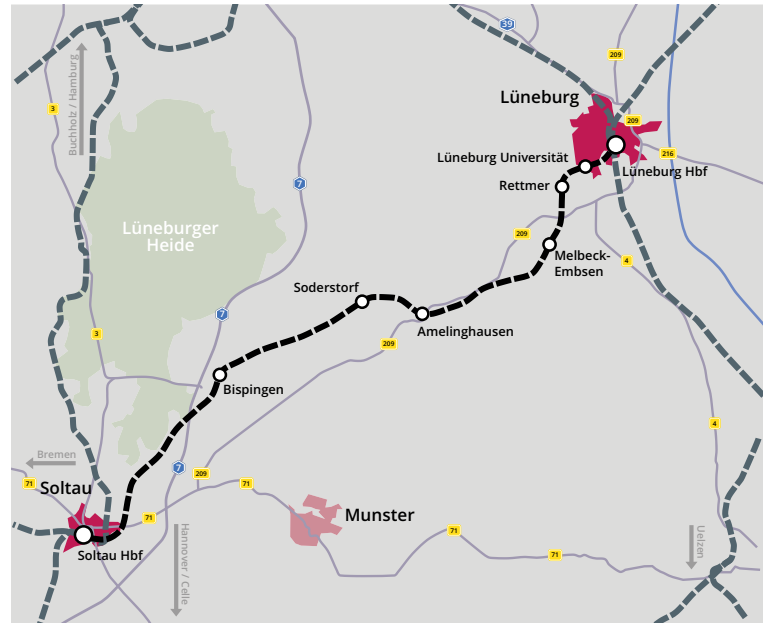 39
209
3
Buchholz / Hamburg
Lüneburg
209
216
Lüneburg Universität
Lüneburg Hbf
7
Rettmer
Lüneburger
Heide
209
Melbeck-
Embsen
4
Soderstorf
7
Amelinghausen
3
209
Bispingen
4
Bremen
7
209
71
Soltau
71
71
Munster
Soltau Hbf
Hannover / Celle
71
71
Uelzen